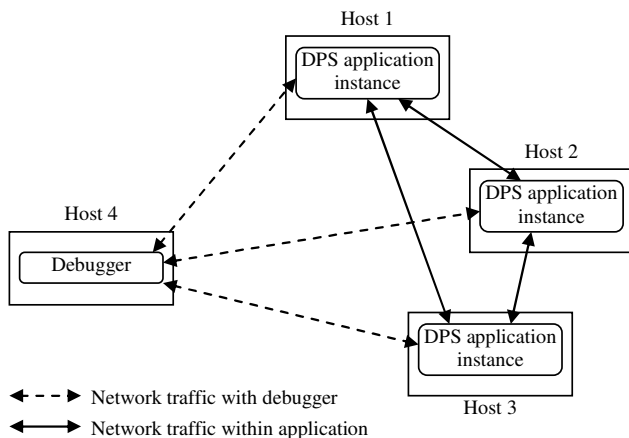 Host 1
DPS application
instance
Host 2
DPS application
instance
Host 4
Debugger
DPS application
instance
Host 3
Network traffic with debugger
Network traffic within application